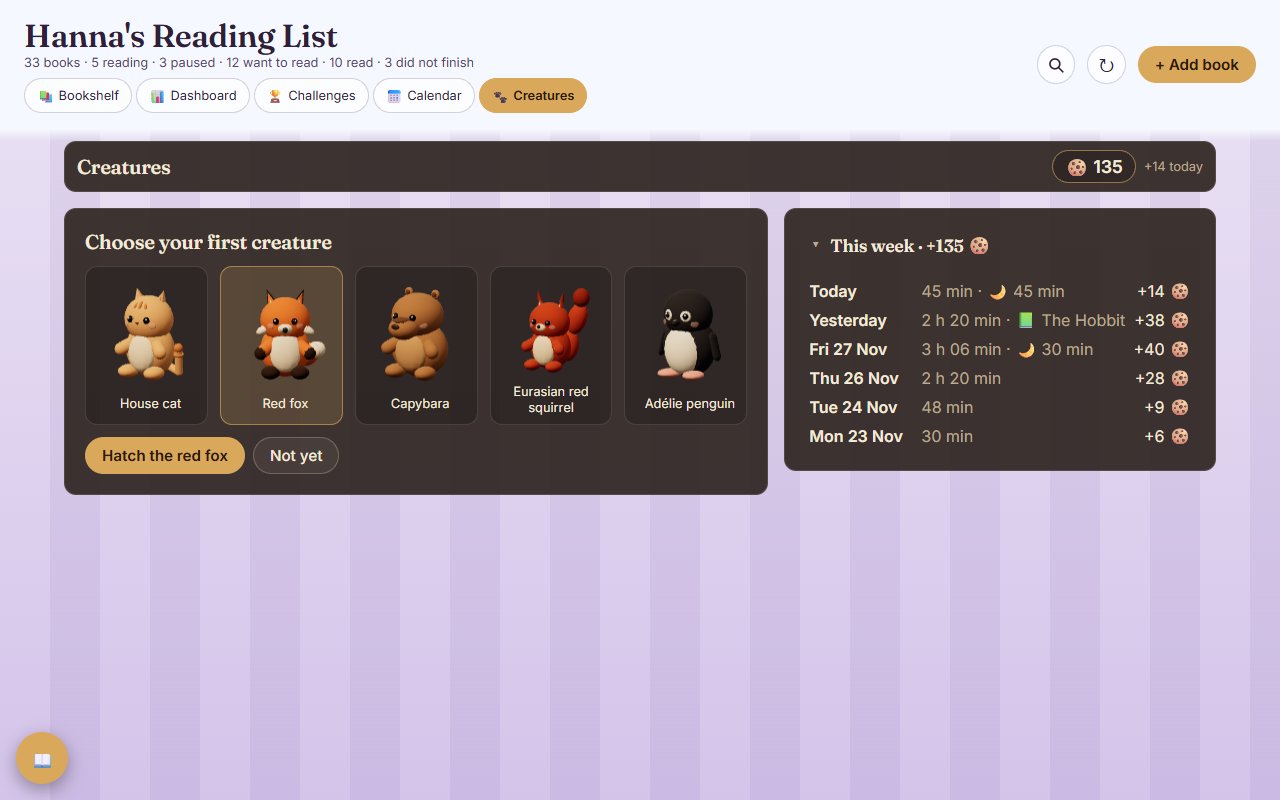 Hanna's Reading List
33 books · 5 reading · 3 paused · 12 want to read · 10 read · 3 did not finish
Bookshelf
Dashboard
Challenges
Calendar
Creatures
+ Add book
Creatures
135
+14 today
Choose your first creature
House cat
Red fox
Capybara
Eurasian red
squirrel
Adélie penguin
Hatch the red fox
Not yet
This week · +135
Today 45 min · 🌙 45 min +14
Yesterday 2 h 20 min · 📗 The Hobbit +38
Fri 27 Nov 3 h 06 min · 🌙 30 min +40
Thu 26 Nov 2 h 20 min +28
Tue 24 Nov 48 min +9
Mon 23 Nov 30 min +6